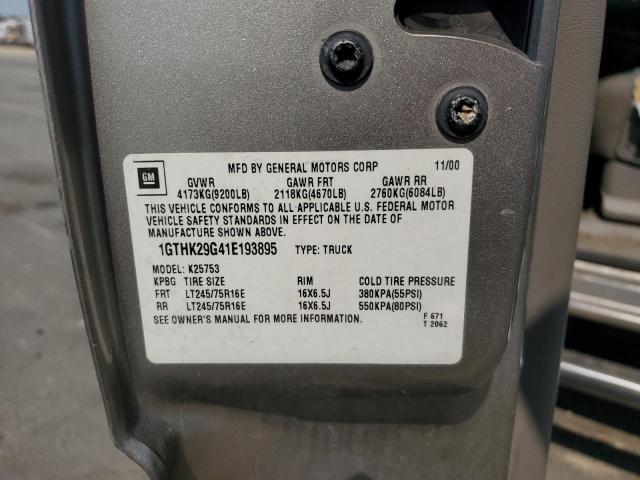 GM
MFD BY GENERAL MOTORS CORP 11/00
GVWR GAWR FRT GAWR RR
4173KG(9200LB) 2118KG(4670LB) 2760KG(6084LB)
THIS VEHICLE CONFORMS TO ALL APPLICABLE U.S. FEDERAL MOTOR
VEHICLE SAFETY STANDARDS IN EFFECT ON THE DATE OF
MANUFACTURE SHOWN ABOVE.
1GTHK29G41E193895 TYPE: TRUCK
MODEL: K25753
KPBG TIRE SIZE RIM COLD TIRE PRESSURE
FRT LT245/75R16E 16X6.5J 380KPA(55PSI)
RR LT245/75R16E 16X6.5J 550KPA(80PSI)
SEE OWNER'S MANUAL FOR MORE INFORMATION.
F 671
T 2062